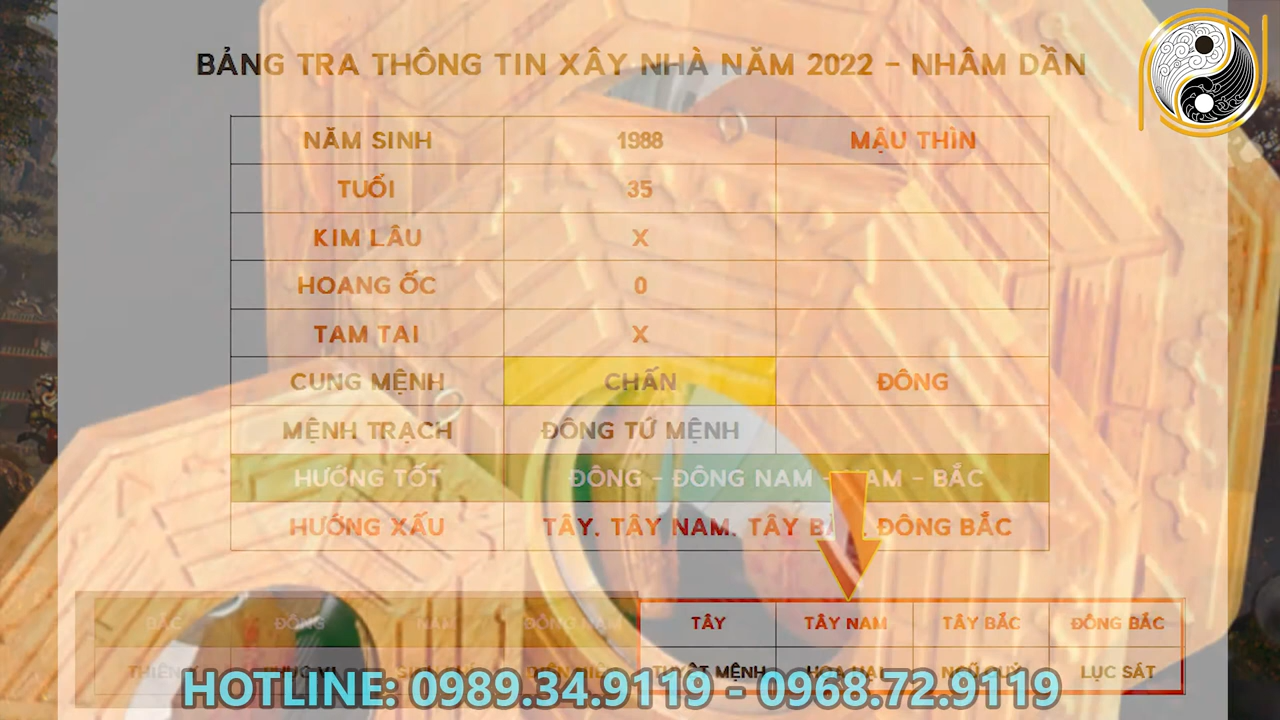 BẢNG TRA THÔNG TIN XÂY NHÀ NĂM 2022 - NHÂM DẦN
NĂM SINH 1988 MẬU THÌN
TUỔI 35
KIM LÂU X
HOANG ỐC 0
TAM TAI X
CUNG MỆNH CHẤN ĐÔNG
MỆNH TRẠCH ĐÔNG TỨ MỆNH
HƯỚNG TỐT ĐÔNG - ĐÔNG NAM - NAM - BẮC
HƯỚNG XẤU TÂY, TÂY NAM, TÂY ĐÔNG BẮC
BẮC ĐÔNG NAM ĐÔNG NAM TÂY TÂY NAM TÂY BẮC ĐÔNG BẮC
TUYỆT MỆNH LỤC SÁT
HOTLINE: 0989.34.9119 - 0968.72.9119